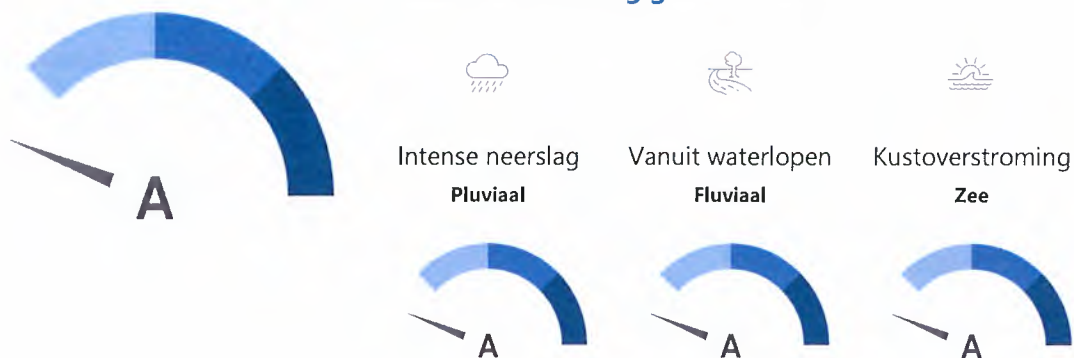 A
Intense neerslag
Pluviaal
A
Vanuit waterlopen
Fluviaal
A
Kustoverstroming
Zee
A